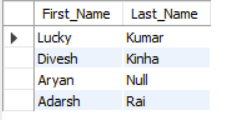 First_Name Last_Name
Lucky Kumar
Divesh Kinha
Aryan Null
Adarsh Rai